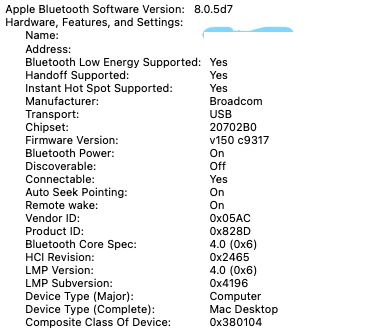 Apple Bluetooth Software Version: 8.0.5d7
Hardware, Features, and Settings:
Name:
Address:
Bluetooth Low Energy Supported: Yes
Handoff Supported: Yes
Instant Hot Spot Supported: Yes
Manufacturer: Broadcom
Transport: USB
Chipset: 20702B0
Firmware Version: v150 c9317
Bluetooth Power: On
Discoverable: Off
Connectable: Yes
Auto Seek Pointing: On
Remote wake: On
Vendor ID: 0x05AC
Product ID: 0x828D
Bluetooth Core Spec: 4.0 (0x6)
HCI Revision: 0x2465
LMP Version: 4.0 (0x6)
LMP Subversion: 0x4196
Device Type (Major): Computer
Device Type (Complete): Mac Desktop
Composite Class Of Device: 0x380104